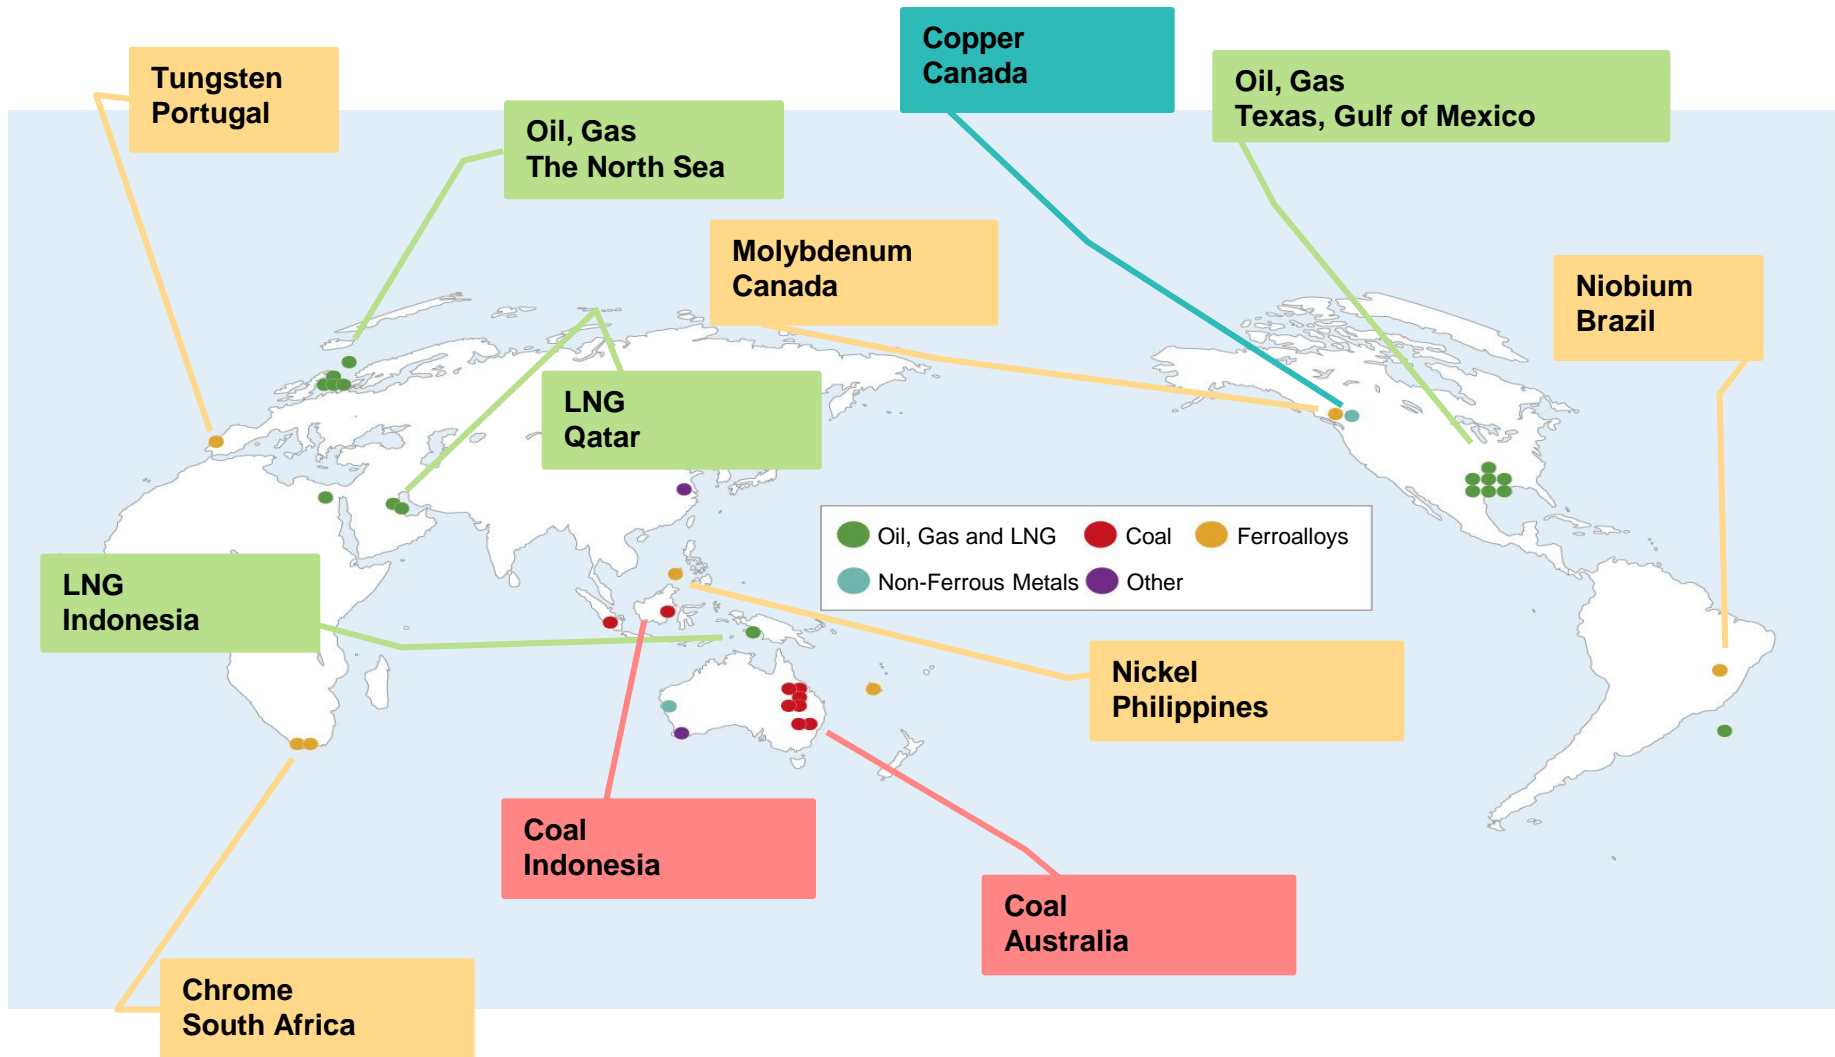 Copper
Canada
Tungsten
Portugal
Oil, Gas
Texas, Gulf of Mexico
Oil, Gas
The North Sea
Molybdenum
Canada
Niobium
Brazil
LNG
Qatar
Oil, Gas and LNG
Coal
Ferroalloys
Non-Ferrous Metals
Other
LNG
Indonesia
Nickel
Philippines
Coal
Indonesia
Coal
Australia
Chrome
South Africa